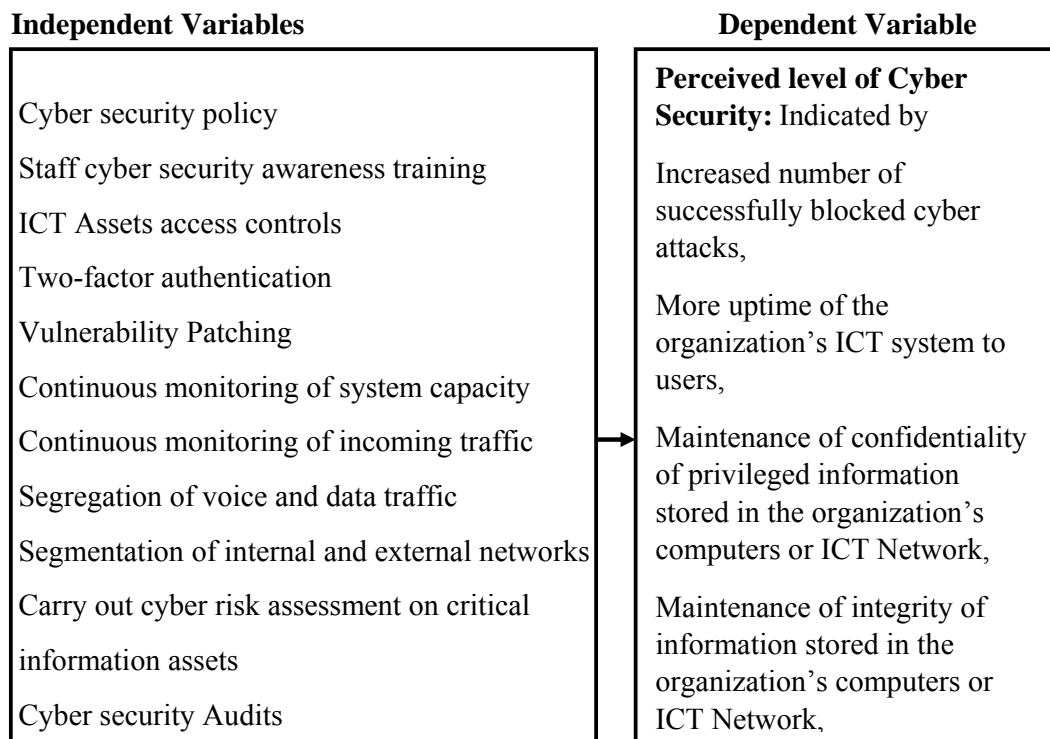 Independent Variables
Cyber security policy
Staff cyber security awareness training
ICT Assets access controls
Two-factor authentication
Vulnerability Patching
Continuous monitoring of system capacity
Continuous monitoring of incoming traffic
Segregation of voice and data traffic
Segmentation of internal and external networks
Carry out cyber risk assessment on critical
information assets
Cyber security Audits
Dependent Variable
Perceived level of Cyber
Security: Indicated by
Increased number of
successfully blocked cyber
attacks,
More uptime of the
organization’s ICT system to
users,
Maintenance of confidentiality
of privileged information
stored in the organization’s
computers or ICT Network,
Maintenance of integrity of
information stored in the
organization’s computers or
ICT Network,